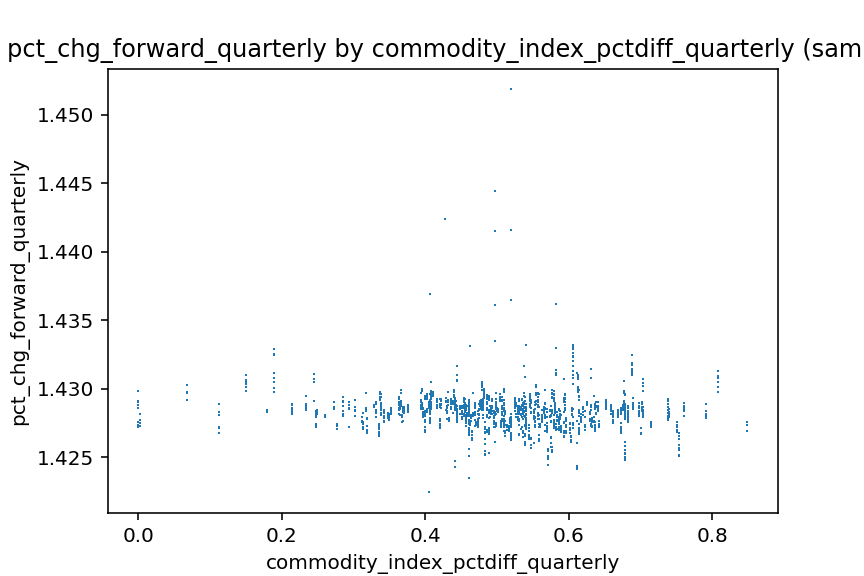 pct_chg_forward_quarterly by commodity_index_pctdiff_quarterly (sam
1.450
1.445
1.440
1.435
1.430
1.425
pct_chg_forward_quarterly
0.0 0.2 0.4 0.6 0.8
commodity_index_pctdiff_quarterly